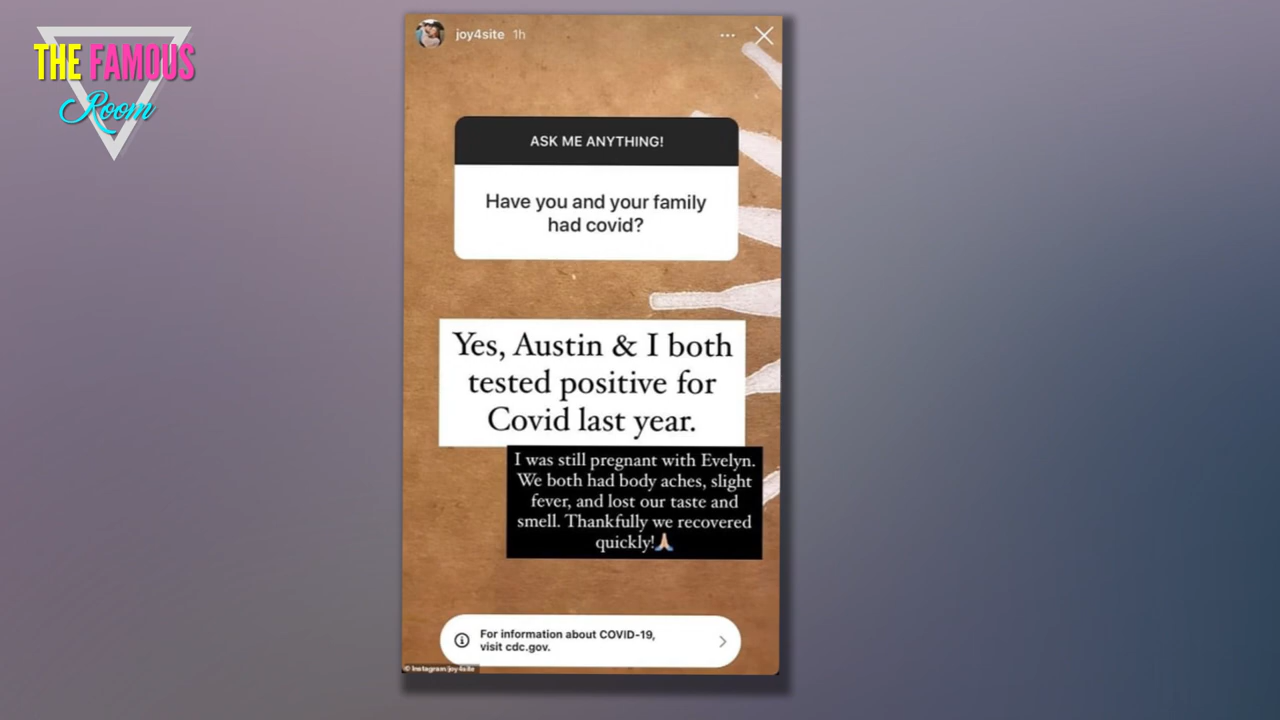 THE FAMOUS
Room
joy4site 1h
ASK ME ANYTHING!
Have you and your family
had covid?
Yes, Austin & I both
tested positive for
Covid last year.
I was still pregnant with Evelyn.
We both had body aches, slight
fever, and lost our taste and
smell. Thankfully we recovered
quickly!🙏🏼
For information about COVID-19,
visit cdc.gov.
© Instagram/joy4site